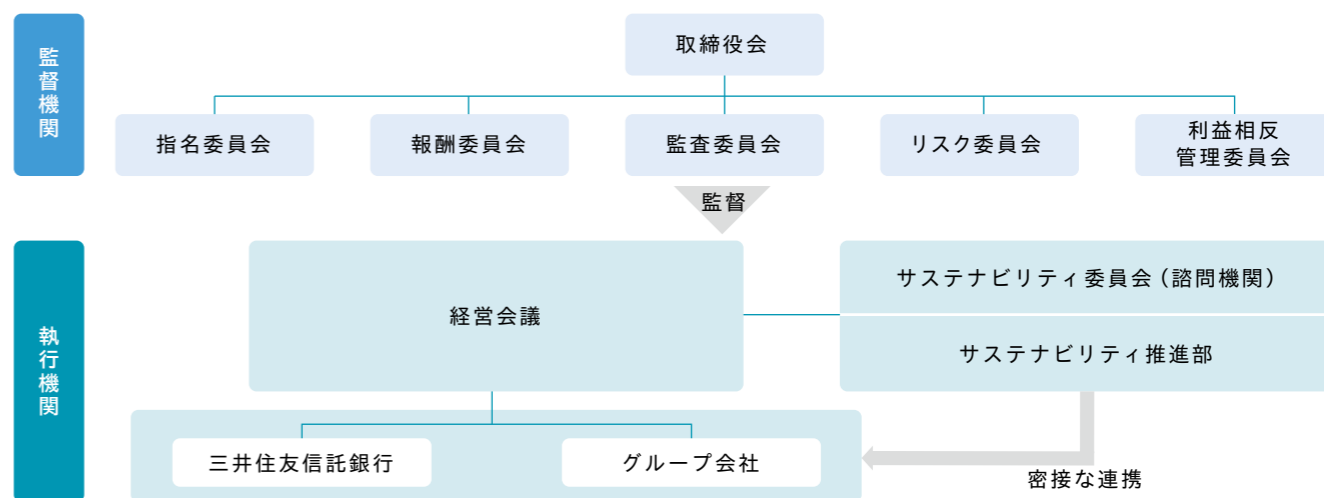 監督機関
取締役会
指名委員会
報酬委員会
監査委員会
リスク委員会
利益相反
管理委員会
監督
執行機関
経営会議
サステナビリティ委員会(諮問機関)
サステナビリティ推進部
三井住友信託銀行
グループ会社
密接な連携